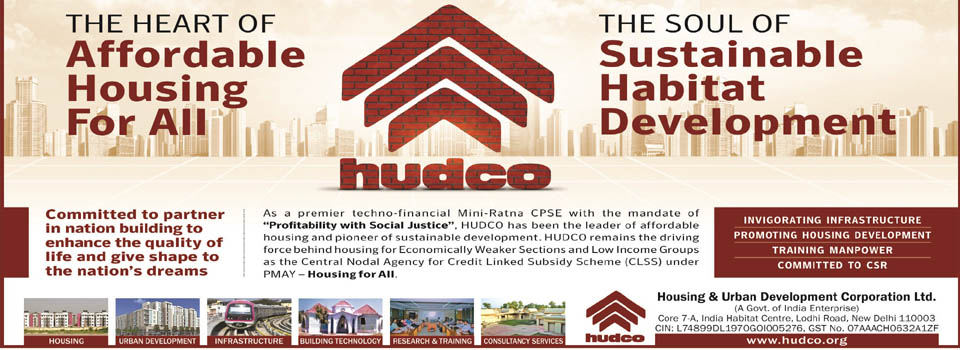 THE HEART OF
Affordable
Housing
For All
THE SOUL OF
Sustainable
Habitat
Development
hudco
Committed to partner
in nation building to
enhance the quality of
life and give shape to
the nation's dreams
As a premier techno-financial Mini-Ratna CPSE with the mandate of
“Profitability with Social Justice”, HUDCO has been the leader of affordable
housing and pioneer of sustainable development. HUDCO remains the driving
force behind housing for Economically Weaker Sections and Low Income Groups
as the Central Nodal Agency for Credit Linked Subsidy Scheme (CLSS) under
PMAY – Housing for All.
INVIGORATING INFRASTRUCTURE
PROMOTING HOUSING DEVELOPMENT
TRAINING MANPOWER
COMMITTED TO CSR
HOUSING
URBAN DEVELOPMENT
INFRASTRUCTURE
BUILDING TECHNOLOGY
RESEARCH & TRAINING
CONSULTANCY SERVICES
hudco
Housing & Urban Development Corporation Ltd.
(A Govt. of India Enterprise)
Core 7-A, India Habitat Centre, Lodhi Road, New Delhi 110003
CIN; L74899DL1970GOI005276, GST No. 07AAACH0632A1ZF
www.hudco.org